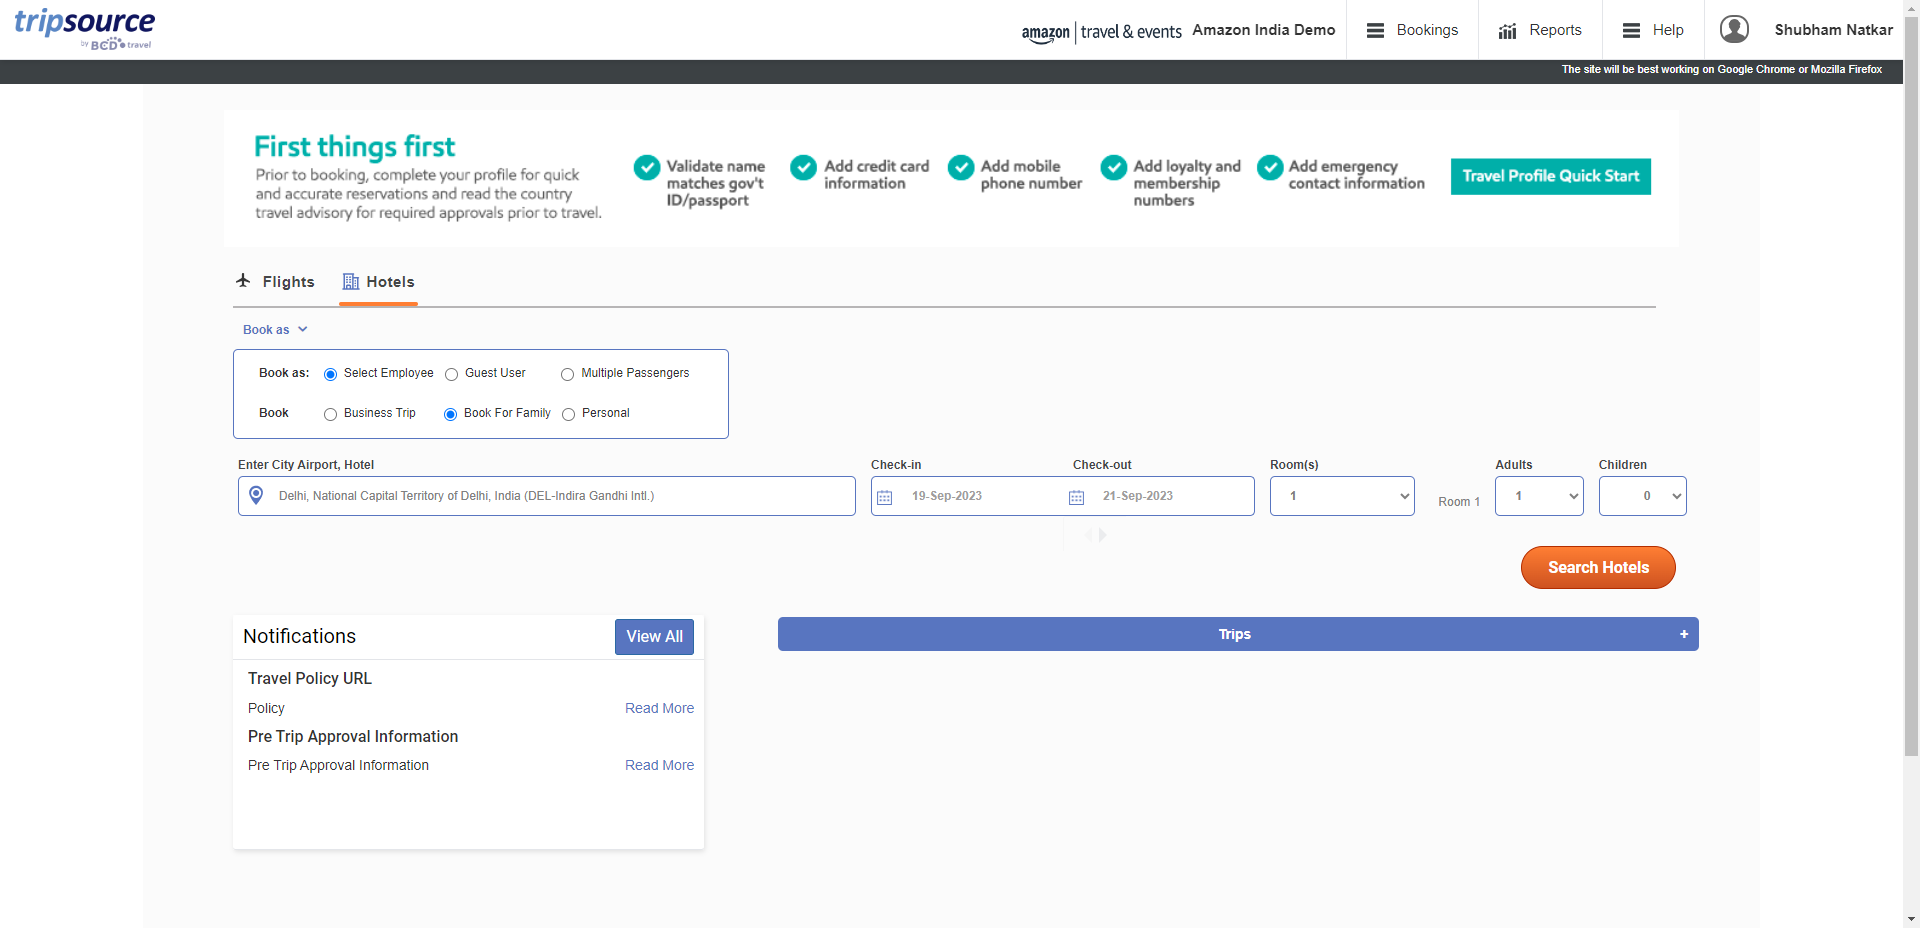 tripsource
by BCD travel
amazon travel & events Amazon India Demo
Bookings
Reports
Help
Shubham Natkar
The site will be best working on Google Chrome or Mozilla Firefox
First things first
Prior to booking, complete your profile for quick
and accurate reservations and read the country
travel advisory for required approvals prior to travel.
Validate name
matches gov't
ID/passport
Add credit card
information
Add mobile
phone number
Add loyalty and
membership
numbers
Add emergency
contact information
Travel Profile Quick Start
Flights
Hotels
Book as
Book as: Select Employee Guest User Multiple Passengers
Book Business Trip Book For Family Personal
Enter City Airport, Hotel
Check-in
Check-out
Room(s)
Adults
Children
Delhi, National Capital Territory of Delhi, India (DEL-Indira Gandhi Intl.)
19-Sep-2023
21-Sep-2023
1
Room 1
1
0
Search Hotels
Notifications
View All
Trips
+
Travel Policy URL
Policy
Read More
Pre Trip Approval Information
Pre Trip Approval Information
Read More